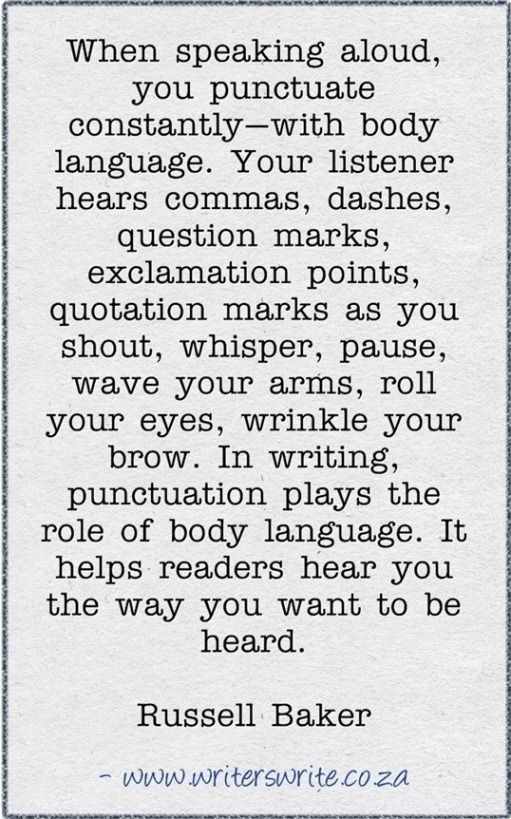 When speaking aloud,
you punctuate
constantly—with body
language. Your listener
hears commas, dashes,
question marks,
exclamation points,
quotation marks as you
shout, whisper, pause,
wave your arms, roll
your eyes, wrinkle your
brow. In writing,
punctuation plays the
role of body language. It
helps readers hear you
the way you want to be
heard.
Russell Baker
- www.writerswrite.co.za